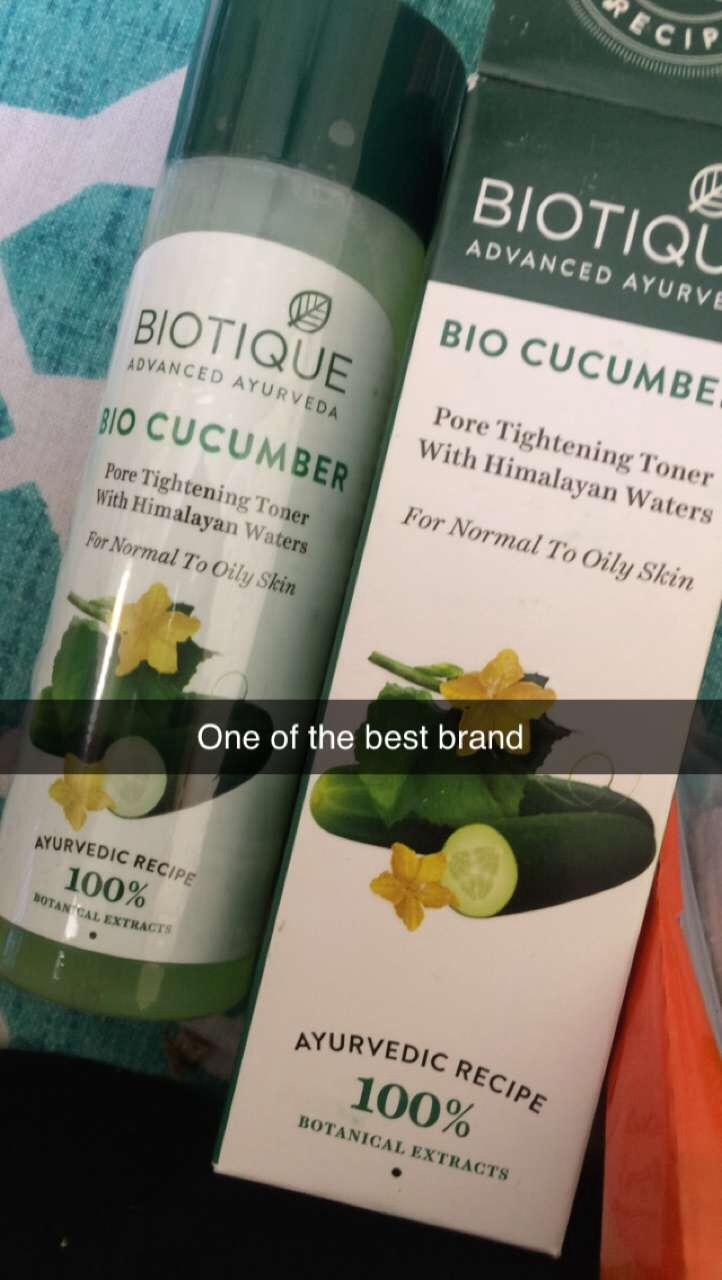 BIOTIQUE
ADVANCED AYURVEDA
BIO CUCUMBER
Pore Tightening Toner
With Himalayan Waters
For Normal To Oily Skin
AYURVEDIC RECIPE
100%
BOTANICAL EXTRACTS
BIOTIQU
ADVANCED AYURVE
BIO CUCUMBE
Pore Tightening Toner
With Himalayan Waters
For Normal To Oily Skin
AYURVEDIC RECIPE
100%
BOTANICAL EXTRACTS
RECIP
One of the best brand